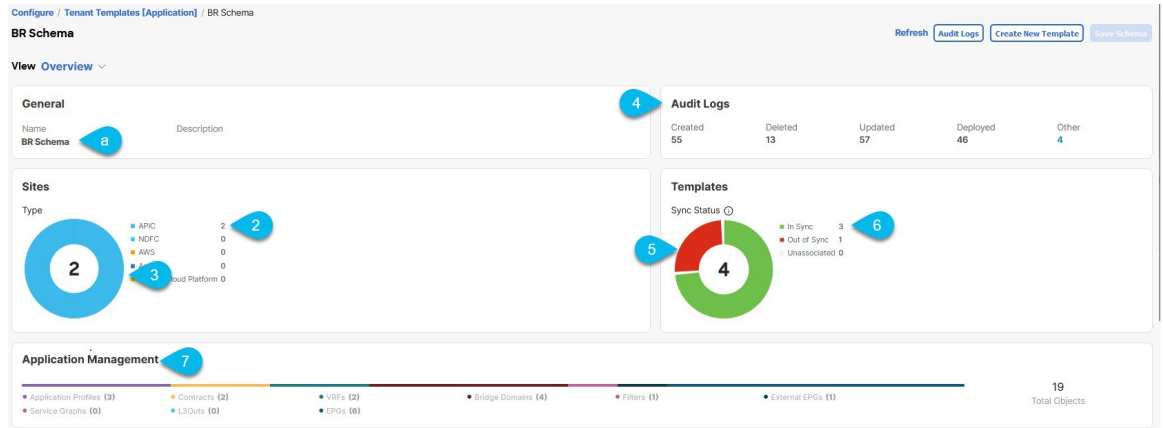 Configure / Tenant Templates [Application] / BR Schema
BR Schema
Refresh Audit Logs Create New Template Save Schema
View Overview
General
Name Description
BR Schema a
4 Audit Logs
Created Deleted Updated Deployed Other
55 13 57 46 4
Sites
Type
APIC 2 2
NDFC 0
AWS 0
0
oud Platform 0
2
3
Templates
Sync Status
In Sync 3 6
Out of Sync 1
Unassociated 0
5
4
Application Management 7
Application Profiles (3) Contracts (2) VRFs (2) Bridge Domains (4) Filters (1) External EPGs (1)
Service Graphs (0) L3Outs (0) EPGs (6)
19
Total Objects